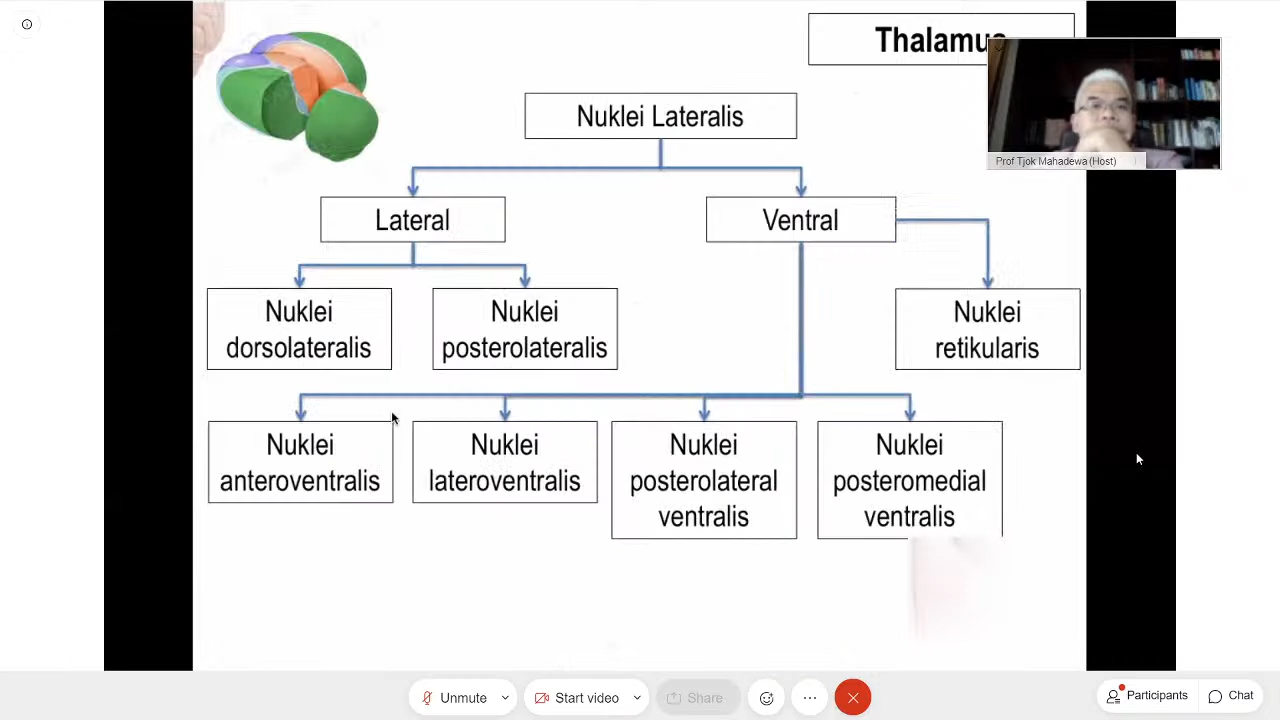 Thalamus
Prof Tjok Mahadewa (Host)
Nuklei Lateralis
Lateral
Ventral
Nuklei
dorsolateralis
Nuklei
posterolateralis
Nuklei
retikularis
Nuklei
anteroventralis
Nuklei
lateroventralis
Nuklei
posterolateral
ventralis
Nuklei
posteromedial
ventralis
Unmute
Start video
Share
Participants
Chat